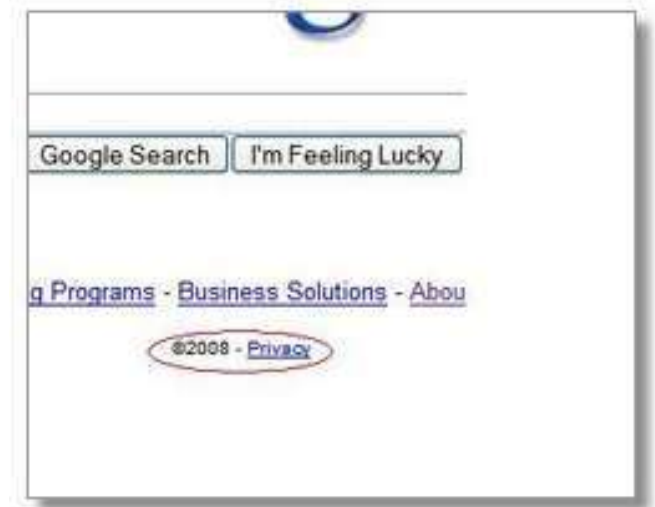 Google Search I'm Feeling Lucky
g Programs - Business Solutions - Abou
©2008 - Privacy